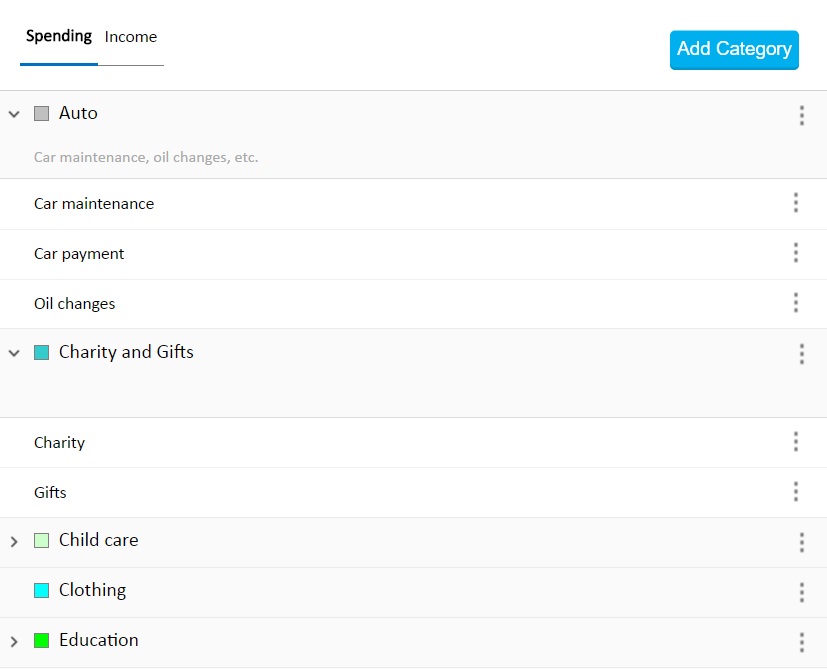 Spending Income
Add Category
Auto
Car maintenance, oil changes, etc.
Car maintenance
Car payment
Oil changes
Charity and Gifts
Charity
Gifts
Child care
Clothing
Education